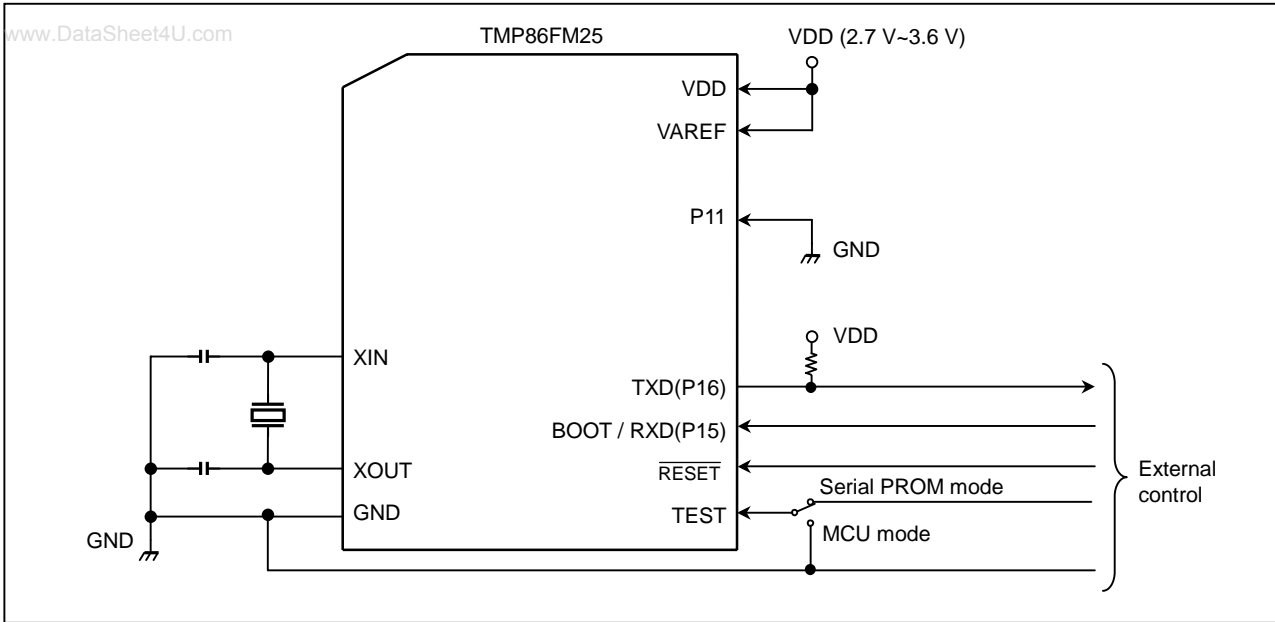 www.DataSheet4U.com
TMP86FM25
VDD (2.7 V~3.6 V)
VDD
VAREF
P11
GND
VDD
XIN
TXD(P16)
BOOT / RXD(P15)
XOUT
RESET
External
control
Serial PROM mode
GND
TEST
MCU mode
GND